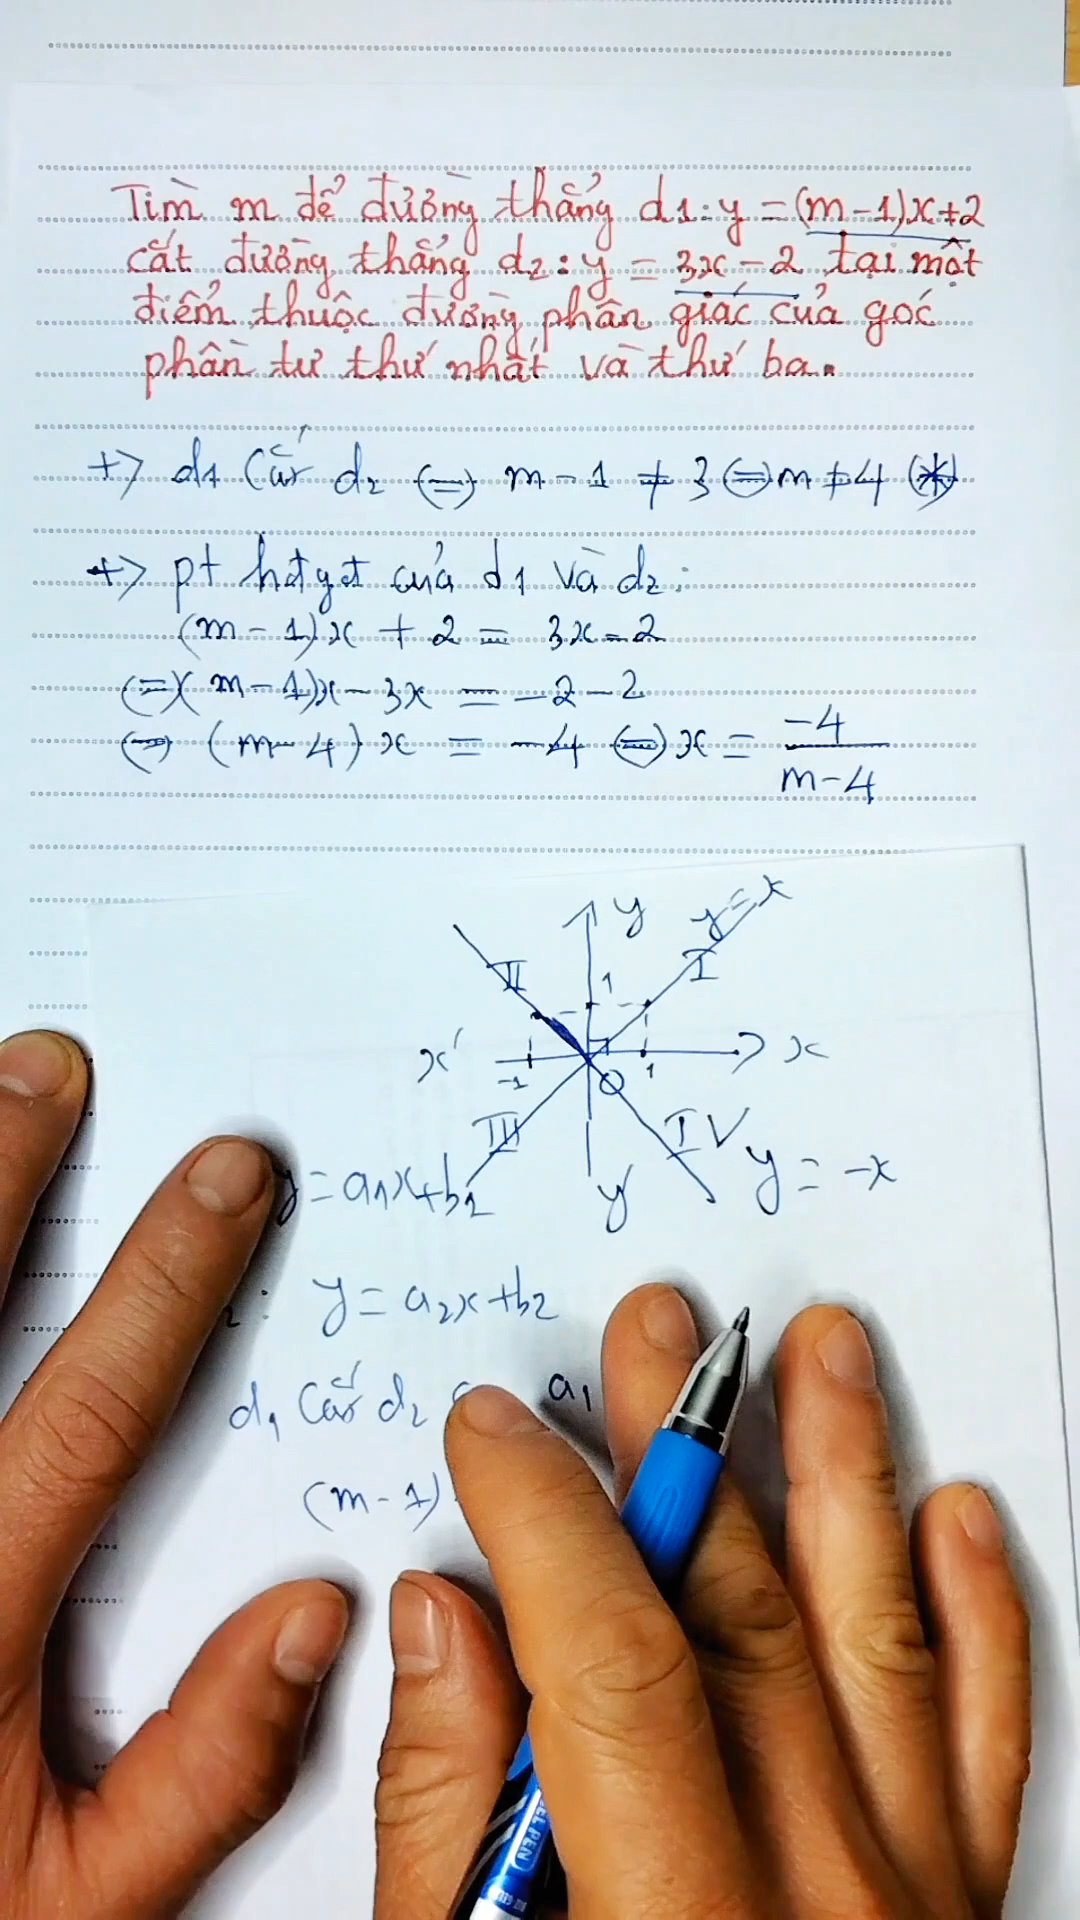 Tìm m để đường thẳng d1: y = (m-1)x+2
cắt đường thẳng d2: y = 3x-2 tại một
điểm thuộc đường phân giác của góc
phần tư thứ nhất và thứ ba.
+> d1 cắt d2 (=) m-1 ≠ 3 (=) m ≠ 4 (*)
+> pt hđgđ của d1 và d2:
(m-1)x + 2 = 3x-2
(=) (m-1)x - 3x = -2-2
(=) (m-4)x = -4 (=) x = -4/(m-4)
y y=x
II 1 I
x' -1 O 1 x
III IV
y' y = -x
y = a1x+b1
2: y = a2x+b2
d1 cắt d2 a1
(m-1)
GEL PEN